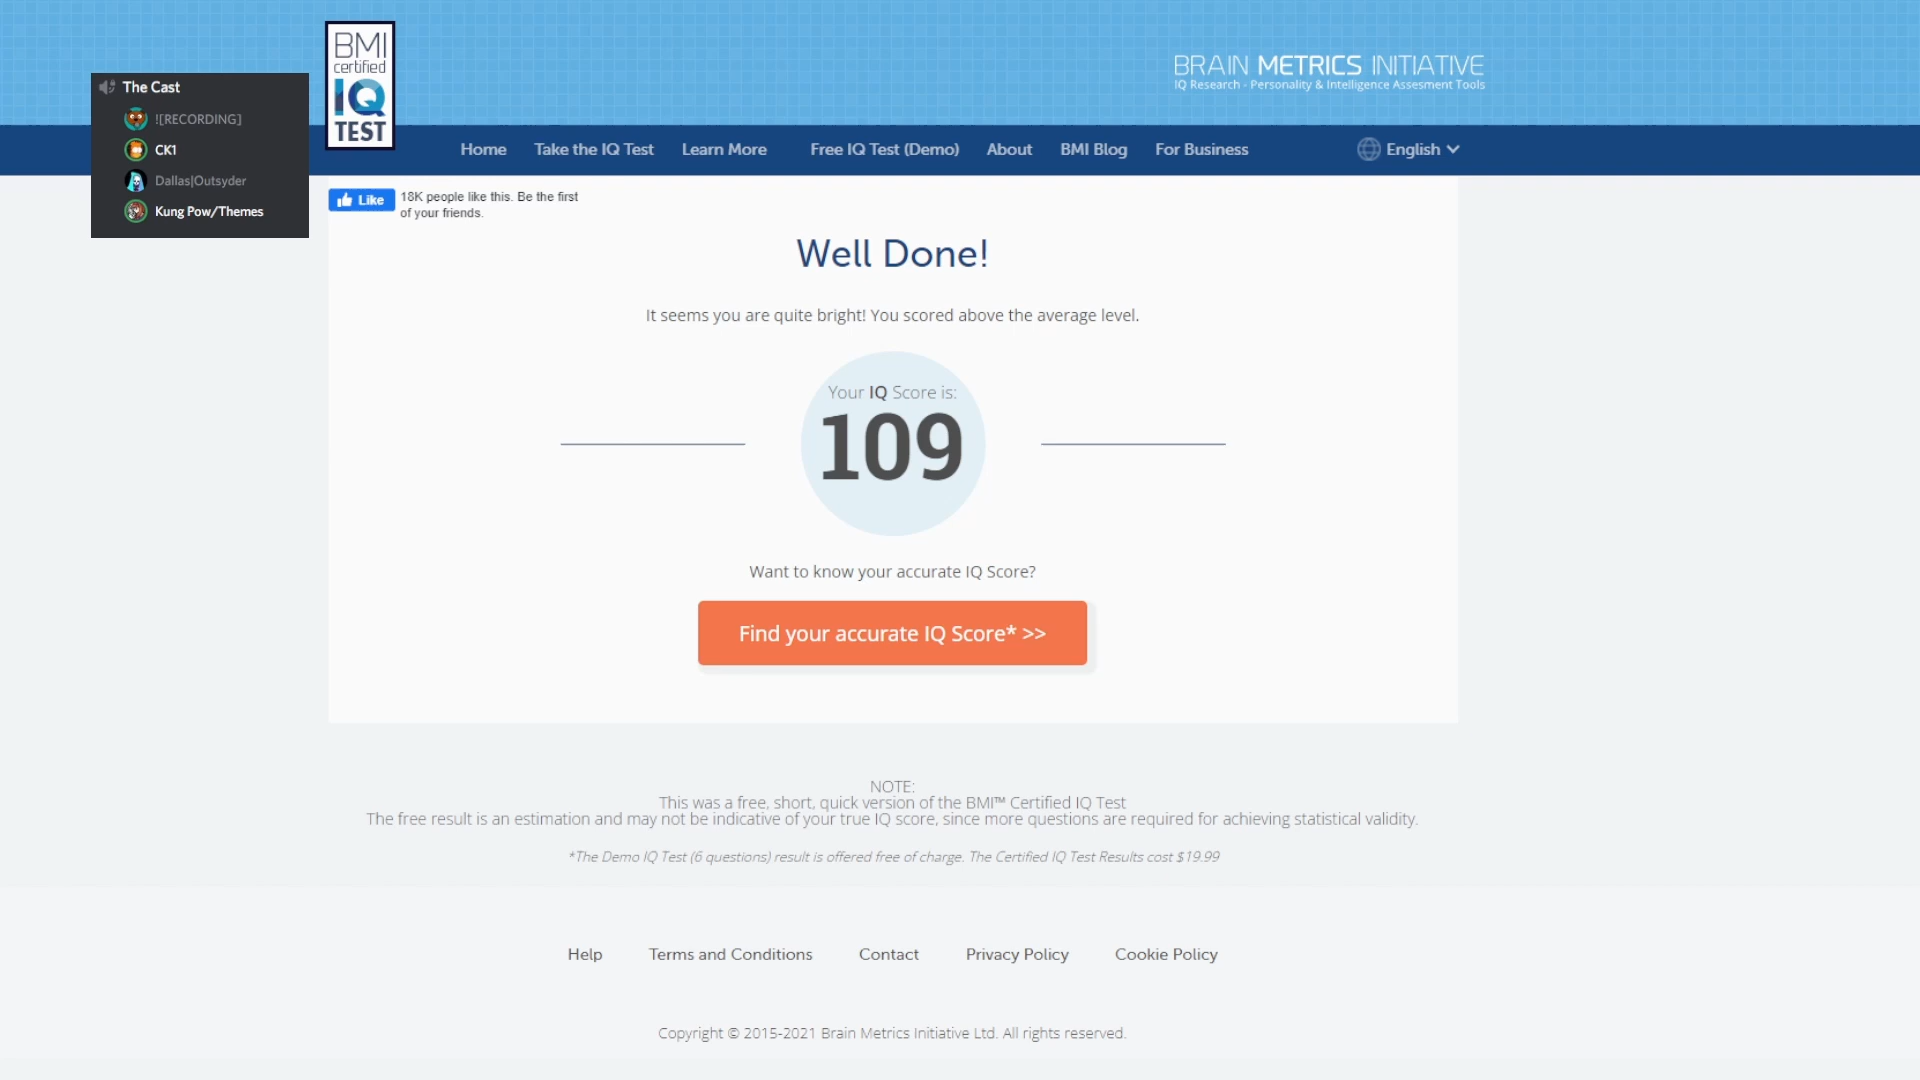 BMI
certified
IQ
TEST
BRAIN METRICS INITIATIVE
IQ Research - Personality & Intelligence Assesment Tools
The Cast
![RECORDING]
CK1
Dallas|Outsyder
Kung Pow/Themes
Home Take the IQ Test Learn More Free IQ Test (Demo) About BMI Blog For Business English
Like 18K people like this. Be the first
of your friends.
Well Done!
It seems you are quite bright! You scored above the average level.
Your IQ Score is:
109
Want to know your accurate IQ Score?
Find your accurate IQ Score* >>
NOTE:
This was a free, short, quick version of the BMI™ Certified IQ Test
The free result is an estimation and may not be indicative of your true IQ score, since more questions are required for achieving statistical validity.
*The Demo IQ Test (6 questions) result is offered free of charge. The Certified IQ Test Results cost $19.99
Help Terms and Conditions Contact Privacy Policy Cookie Policy
Copyright © 2015-2021 Brain Metrics Initiative Ltd. All rights reserved.